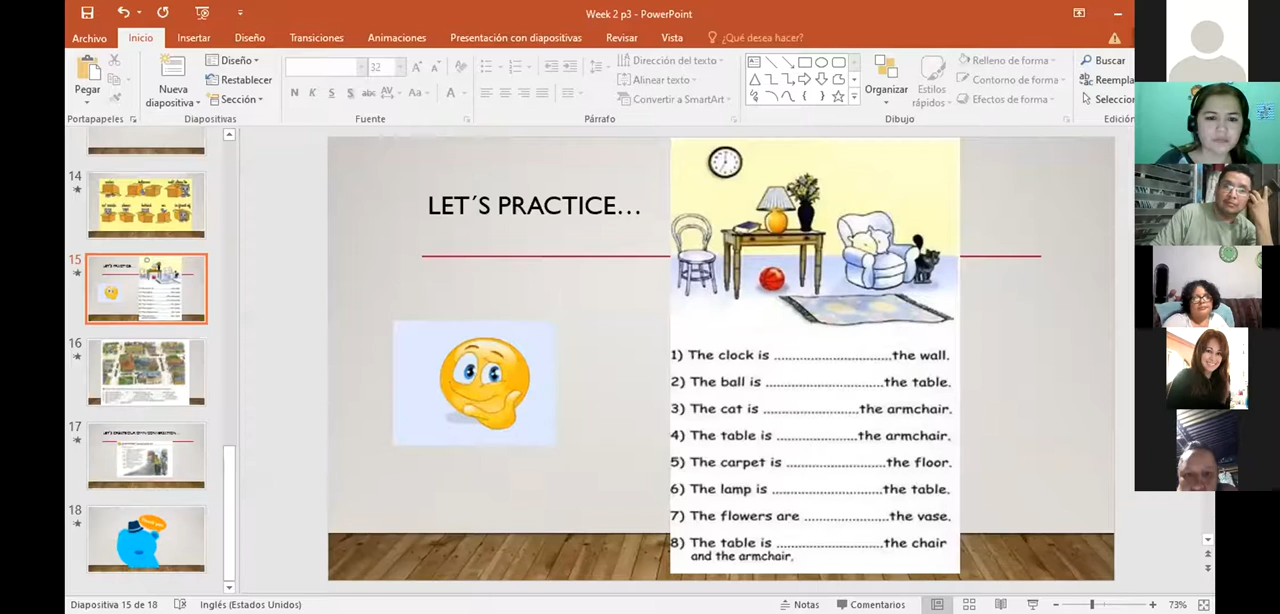 Week 2 p3 - PowerPoint
Archivo Inicio Insertar Diseño Transiciones Animaciones Presentación con diapositivas Revisar Vista ¿Qué desea hacer?
Pegar
Portapapeles
Nueva
diapositiva
Diseño
Restablecer
Sección
Diapositivas
32
N K S S abc AV Aa A
Fuente
Dirección del texto
Alinear texto
Convertir a SmartArt
Párrafo
Organizar
Estilos
rápidos
Relleno de forma
Contorno de forma
Efectos de forma
Dibujo
Buscar
Reempla
Seleccio
Edición
14
15
16
17
18
LET´S PRACTICE...
1) The clock is ................................the wall.
2) The ball is ................................the table.
3) The cat is ..........................the armchair.
4) The table is ......................the armchair.
5) The carpet is ...........................the floor.
6) The lamp is ..............................the table.
7) The flowers are .......................the vase.
8) The table is .............................the chair
and the armchair.
Diapositiva 15 de 18 Inglés (Estados Unidos) Notas Comentarios 73%